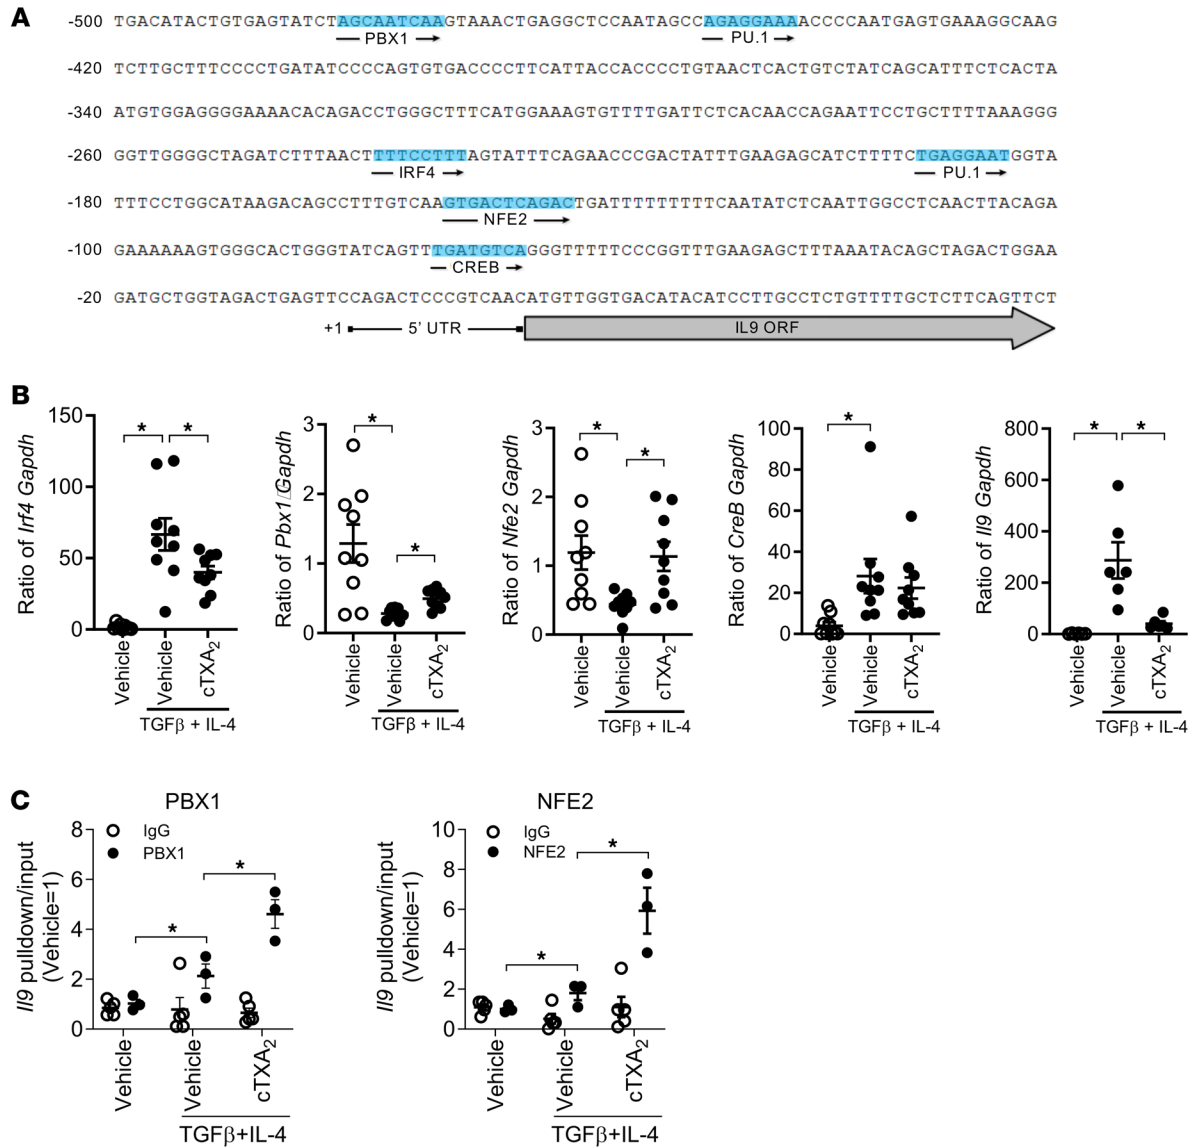 A
-500 TGACATACTGTGAGTATCTAGCAATCAAGTAAACTGAGGCTCCAATAGCCAGAGGAAAACCCCAATGAGTGAAAGGCAAG
PBX1 PU.1
-420 TCTTGCTTTCCCCTGATATCCCCAGTGTGACCCCTTCATTACCACCCCTGTAACTCACTGTCTATCAGCATTTCTCACTA
-340 ATGTGGAGGGGAAAACACAGACCTGGGCTTTCATGGAAAGTGTTTTGATTCTCACAACCAGAATTCCTGCTTTTAAAGGG
-260 GGTTGGGGCTAGATCTTTAACTTTTCCTTTAGTATTTCAGAACCCGACTATTTGAAGAGCATCTTTTCTGAGGAATGGTA
IRF4 PU.1
-180 TTTCCTGGCATAAGACAGCCTTTGTCAAGTGACTCAGACTGATTTTTTTTTCAATATCTCAATTGGCCTCAACTTACAGA
NFE2
-100 GAAAAAAGTGGGCACTGGGTATCAGTTTGATGTCAGGGTTTTTCCCGGTTTGAAGAGCTTTAAATACAGCTAGACTGGAA
CREB
-20 GATGCTGGTAGACTGAGTTCCAGACTCCCGTCAACATGTTGGTGACATACATCCTTGCCTCTGTTTTGCTCTTCAGTTCT
+1 5' UTR IL9 ORF
B
Ratio of Irf4 Gapdh
150
100
50
0
* *
Vehicle
Vehicle
cTXA2
TGFβ + IL-4
Ratio of Pbx1 Gapdh
3
2
1
0
* *
Vehicle
Vehicle
cTXA2
TGFβ + IL-4
Ratio of Nfe2 Gapdh
3
2
1
0
* *
Vehicle
Vehicle
cTXA2
TGFβ + IL-4
Ratio of CreB Gapdh
100
80
60
40
20
0
*
Vehicle
Vehicle
cTXA2
TGFβ + IL-4
Ratio of Il9 Gapdh
800
600
400
200
0
* *
Vehicle
Vehicle
cTXA2
TGFβ + IL-4
C
PBX1
Il9 pulldown/input
(Vehicle=1)
8
6
4
2
0
IgG
PBX1
* *
Vehicle
Vehicle
cTXA2
TGFβ+IL-4
NFE2
Il9 pulldown/input
(Vehicle=1)
10
8
6
4
2
0
IgG
NFE2
* *
Vehicle
Vehicle
cTXA2
TGFβ+IL-4